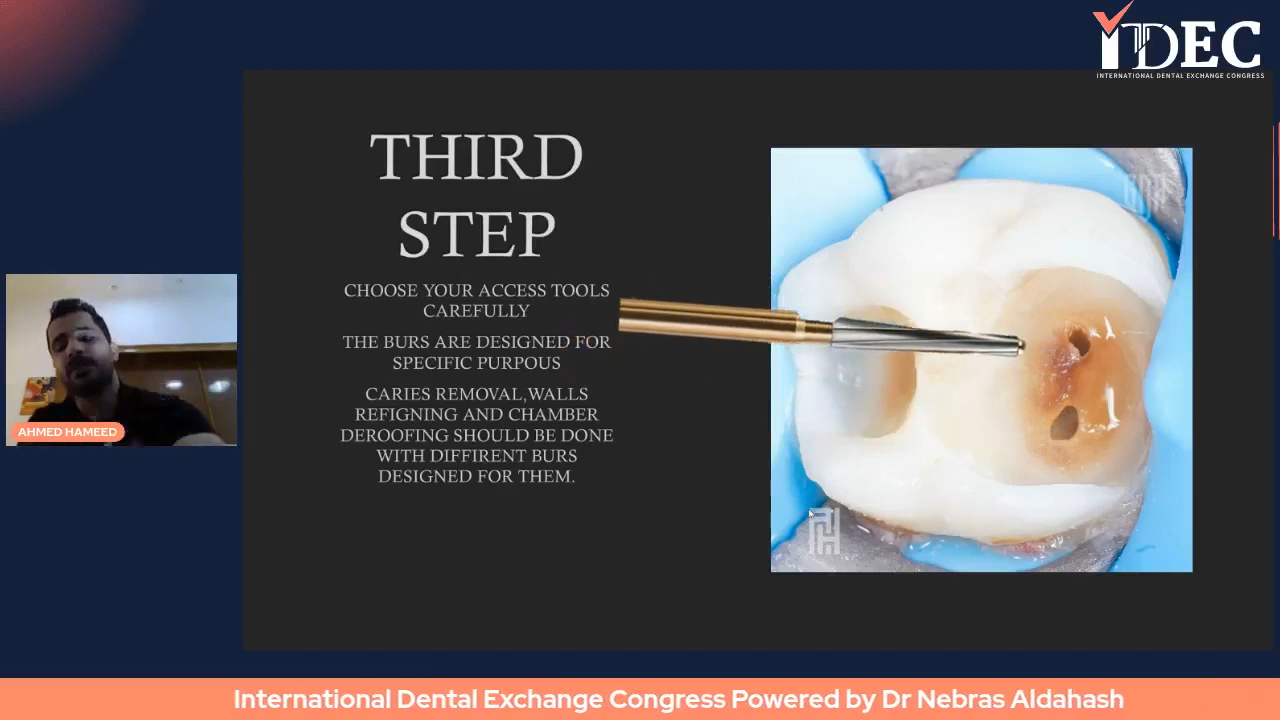 iDEC
INTERNATIONAL DENTAL EXCHANGE CONGRESS
THIRD
STEP
CHOOSE YOUR ACCESS TOOLS
CAREFULLY
THE BURS ARE DESIGNED FOR
SPECIFIC PURPOUS
CARIES REMOVAL,WALLS
REFIGNING AND CHAMBER
DEROOFING SHOULD BE DONE
WITH DIFFIRENT BURS
DESIGNED FOR THEM.
AHMED HAMEED
International Dental Exchange Congress Powered by Dr Nebras Aldahash